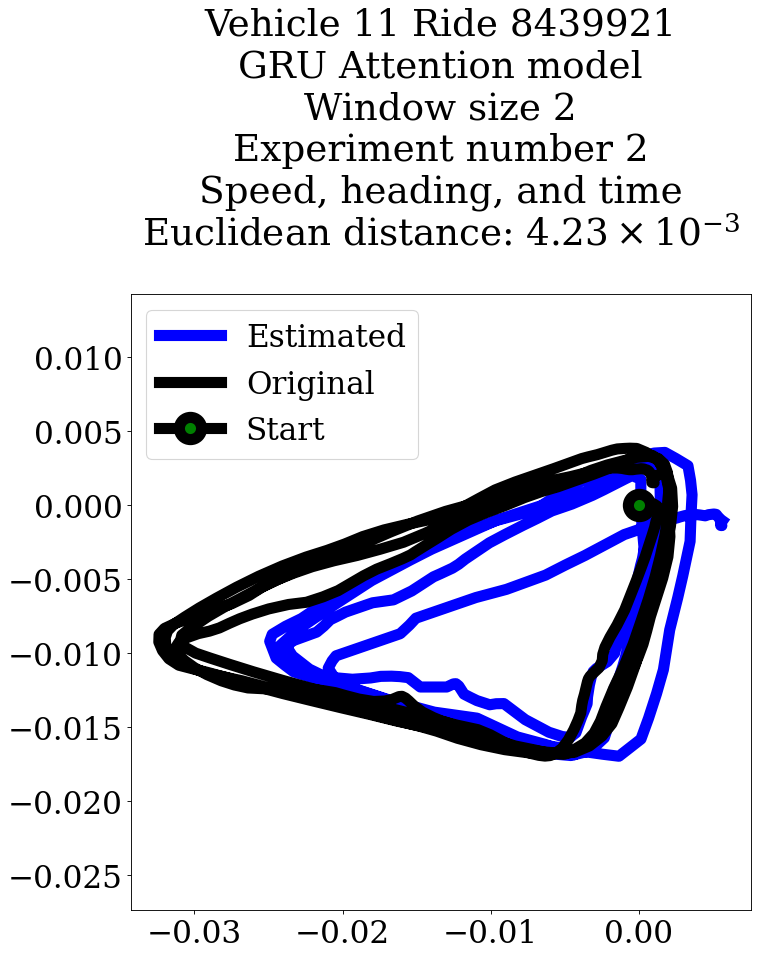 Vehicle 11 Ride 8439921
GRU Attention model
Window size 2
Experiment number 2
Speed, heading, and time
Euclidean distance: 4.23 × 10⁻³
Estimated
Original
Start
0.010
0.005
0.000
−0.005
−0.010
−0.015
−0.020
−0.025
−0.03
−0.02
−0.01
0.00